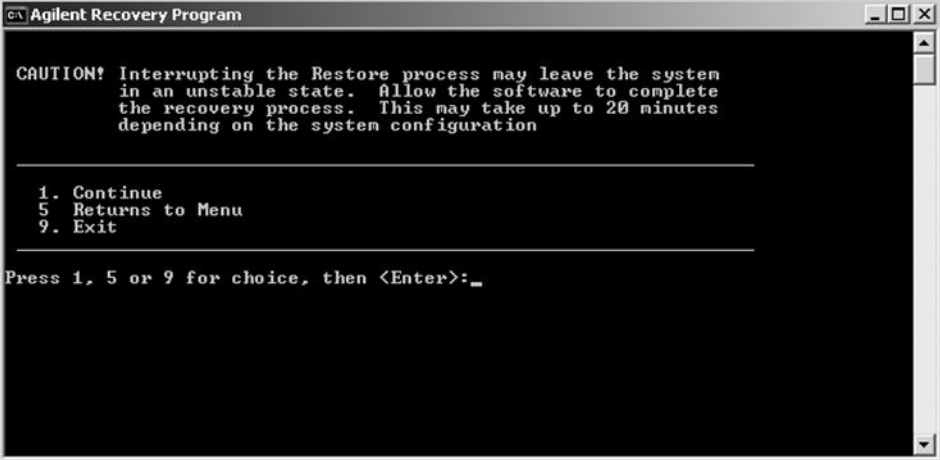 Agilent Recovery Program
CAUTION! Interrupting the Restore process may leave the system
in an unstable state. Allow the software to complete
the recovery process. This may take up to 20 minutes
depending on the system configuration
1. Continue
5 Returns to Menu
9. Exit
Press 1, 5 or 9 for choice, then <Enter>:_